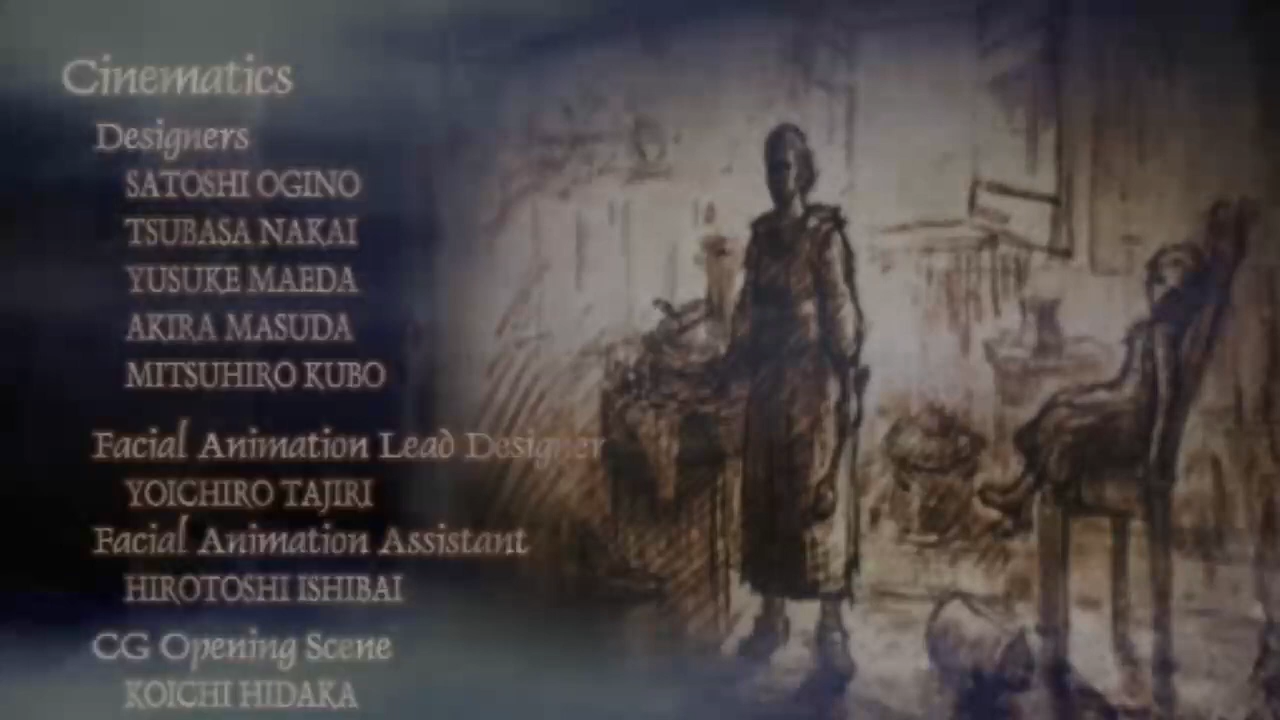 Cinematics
Designers
SATOSHI OGINO
TSUBASA NAKAI
YUSUKE MAEDA
AKIRA MASUDA
MITSUHIRO KUBO
Facial Animation Lead Designer
YOICHIRO TAJIRI
Facial Animation Assistant
HIROTOSHI ISHIBAI
CG Opening Scene
KOICHI HIDAKA